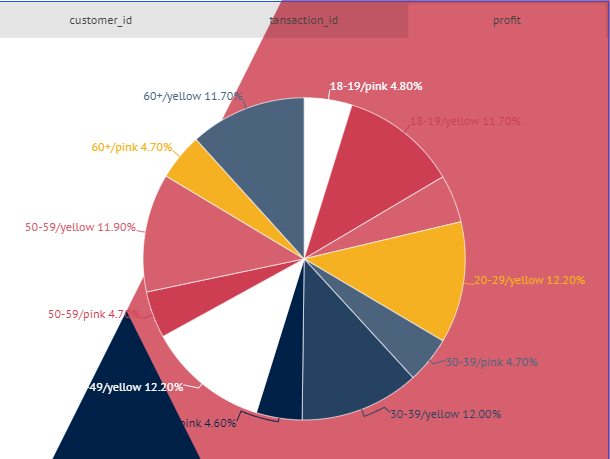 customer_id
tansaction_id
profit
18-19/pink 4.80%
60+/yellow 11.70%
18-19/yellow 11.70%
60+/pink 4.70%
50-59/yellow 11.90%
20-29/yellow 12.20%
50-59/pink 4.70%
30-39/pink 4.70%
-49/yellow 12.20%
30-39/yellow 12.00%
pink 4.60%